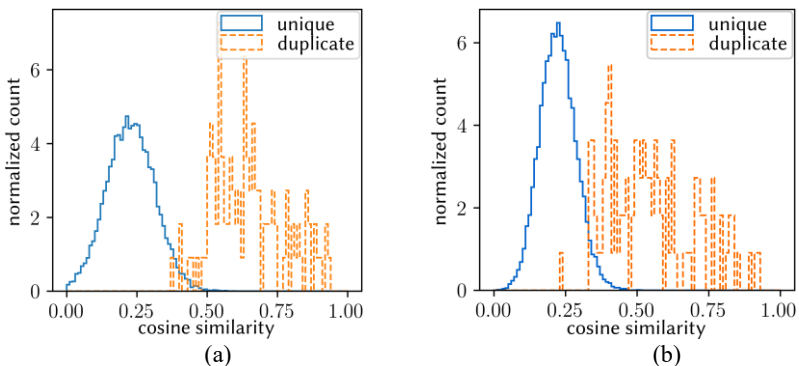 unique
duplicate
normalized count
6
4
2
0
0.00 0.25 0.50 0.75 1.00
cosine similarity
(a)
unique
duplicate
normalized count
6
4
2
0
0.00 0.25 0.50 0.75 1.00
cosine similarity
(b)